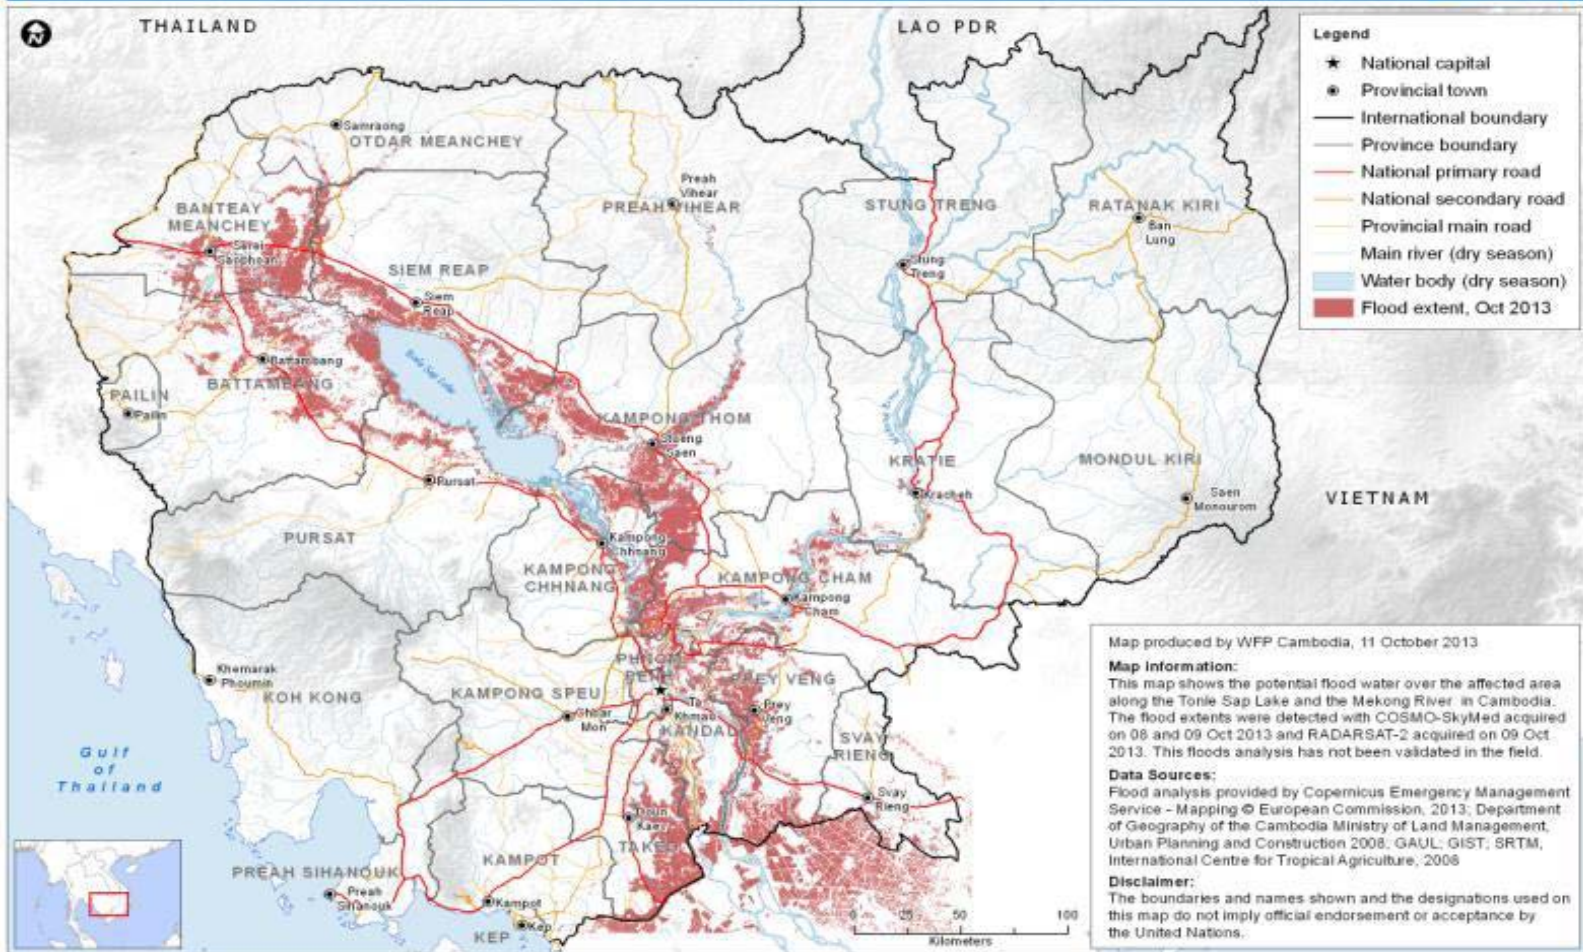 THAILAND
LAO PDR
N
Samraong
OTDAR MEANCHEY
Preah
Vihear
PREAH VIHEAR
STUNG TRENG
RATANAK KIRI
Ban
Lung
BANTEAY
MEANCHEY
Serei
Saophoan
SIEM REAP
Siem
Reap
Stung
Treng
Battambang
BATTAMBANG
PAILIN
Pailin
KAMPONG THOM
Stoeng
Saen
KRATIE
Kracheh
MONDUL KIRI
Saen
Monourom
VIETNAM
Pursat
PURSAT
Kampong
Chhnang
KAMPONG
CHHNANG
KAMPONG CHAM
Kampong
Cham
Khemarak
Phoumin
KOH KONG
PHNOM
PENH
KAMPONG SPEU
Chbar
Mon
Ta
Khmao
KANDAL
PREY VENG
Prey
Veng
SVAY
RIENG
Svay
Rieng
Gulf
of
Thailand
Doun
Kaev
TAKEO
KAMPOT
Kampot
PREAH SIHANOUK
Preah
Sihanouk
Kep
KEP
0 25 50 100
Kilometers
Legend
National capital
Provincial town
International boundary
Province boundary
National primary road
National secondary road
Provincial main road
Main river (dry season)
Water body (dry season)
Flood extent, Oct 2013
Map produced by WFP Cambodia, 11 October 2013
Map Information:
This map shows the potential flood water over the affected area
along the Tonle Sap Lake and the Mekong River in Cambodia.
The flood extents were detected with COSMO-SkyMed acquired
on 08 and 09 Oct 2013 and RADARSAT-2 acquired on 09 Oct
2013. This floods analysis has not been validated in the field.
Data Sources:
Flood analysis provided by Copernicus Emergency Management
Service - Mapping © European Commission, 2013; Department
of Geography of the Cambodia Ministry of Land Management,
Urban Planning and Construction 2008; GAUL; GIST; SRTM,
International Centre for Tropical Agriculture, 2008
Disclaimer:
The boundaries and names shown and the designations used on
this map do not imply official endorsement or acceptance by
the United Nations.